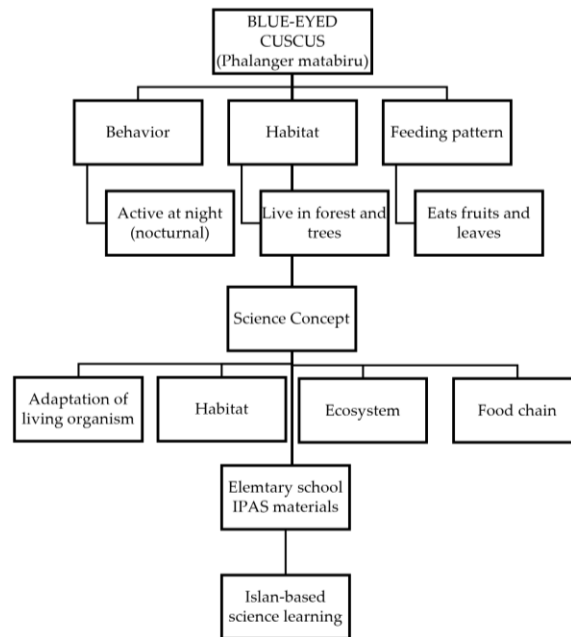 BLUE-EYED
CUSCUS
(Phalanger matabiru)
Behavior
Habitat
Feeding pattern
Active at night
(nocturnal)
Live in forest and
trees
Eats fruits and
leaves
Science Concept
Adaptation of
living organism
Habitat
Ecosystem
Food chain
Elemtary school
IPAS materials
Islan-based
science learning